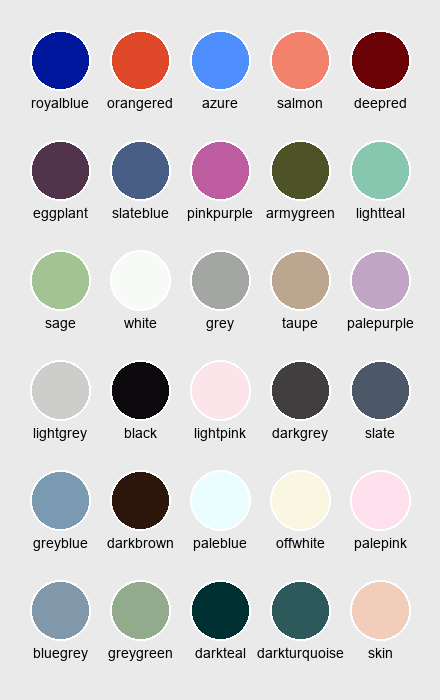 royalblue orangered azure salmon deepred
eggplant slateblue pinkpurple armygreen lightteal
sage white grey taupe palepurple
lightgrey black lightpink darkgrey slate
greyblue darkbrown paleblue offwhite palepink
bluegrey greygreen darkteal darkturquoise skin